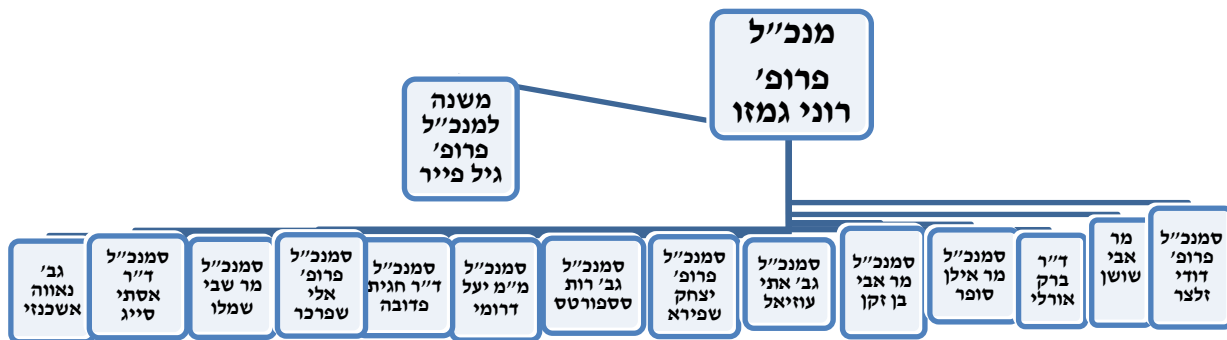 מנכ״ל
פרופ׳
רוני גמזו
משנה
למנכ״ל
פרופ׳
גיל פייר
סמנכ״ל
פרופ׳
דודי
זלצר
מר
אבי
שושן
ד״ר
ברק
אורלי
סמנכ״ל
מר אילן
סופר
סמנכ״ל
מר אבי
בן זקן
סמנכ״ל
גב׳ אתי
עוזיאל
סמנכ״ל
פרופ׳
יצחק
שפירא
סמנכ״ל
גב׳ רות
ססספורטס
סמנכ״ל
מ״מ יעל
דרומי
סמנכ״ל
ד״ר חגית
פדובה
סמנכ״ל
פרופ׳
אלי
שפרכר
סמנכ״ל
מר שבי
שמלו
סמנכ״ל
ד״ר
אסתי
סייג
גב׳
נאווה
אשכנזי